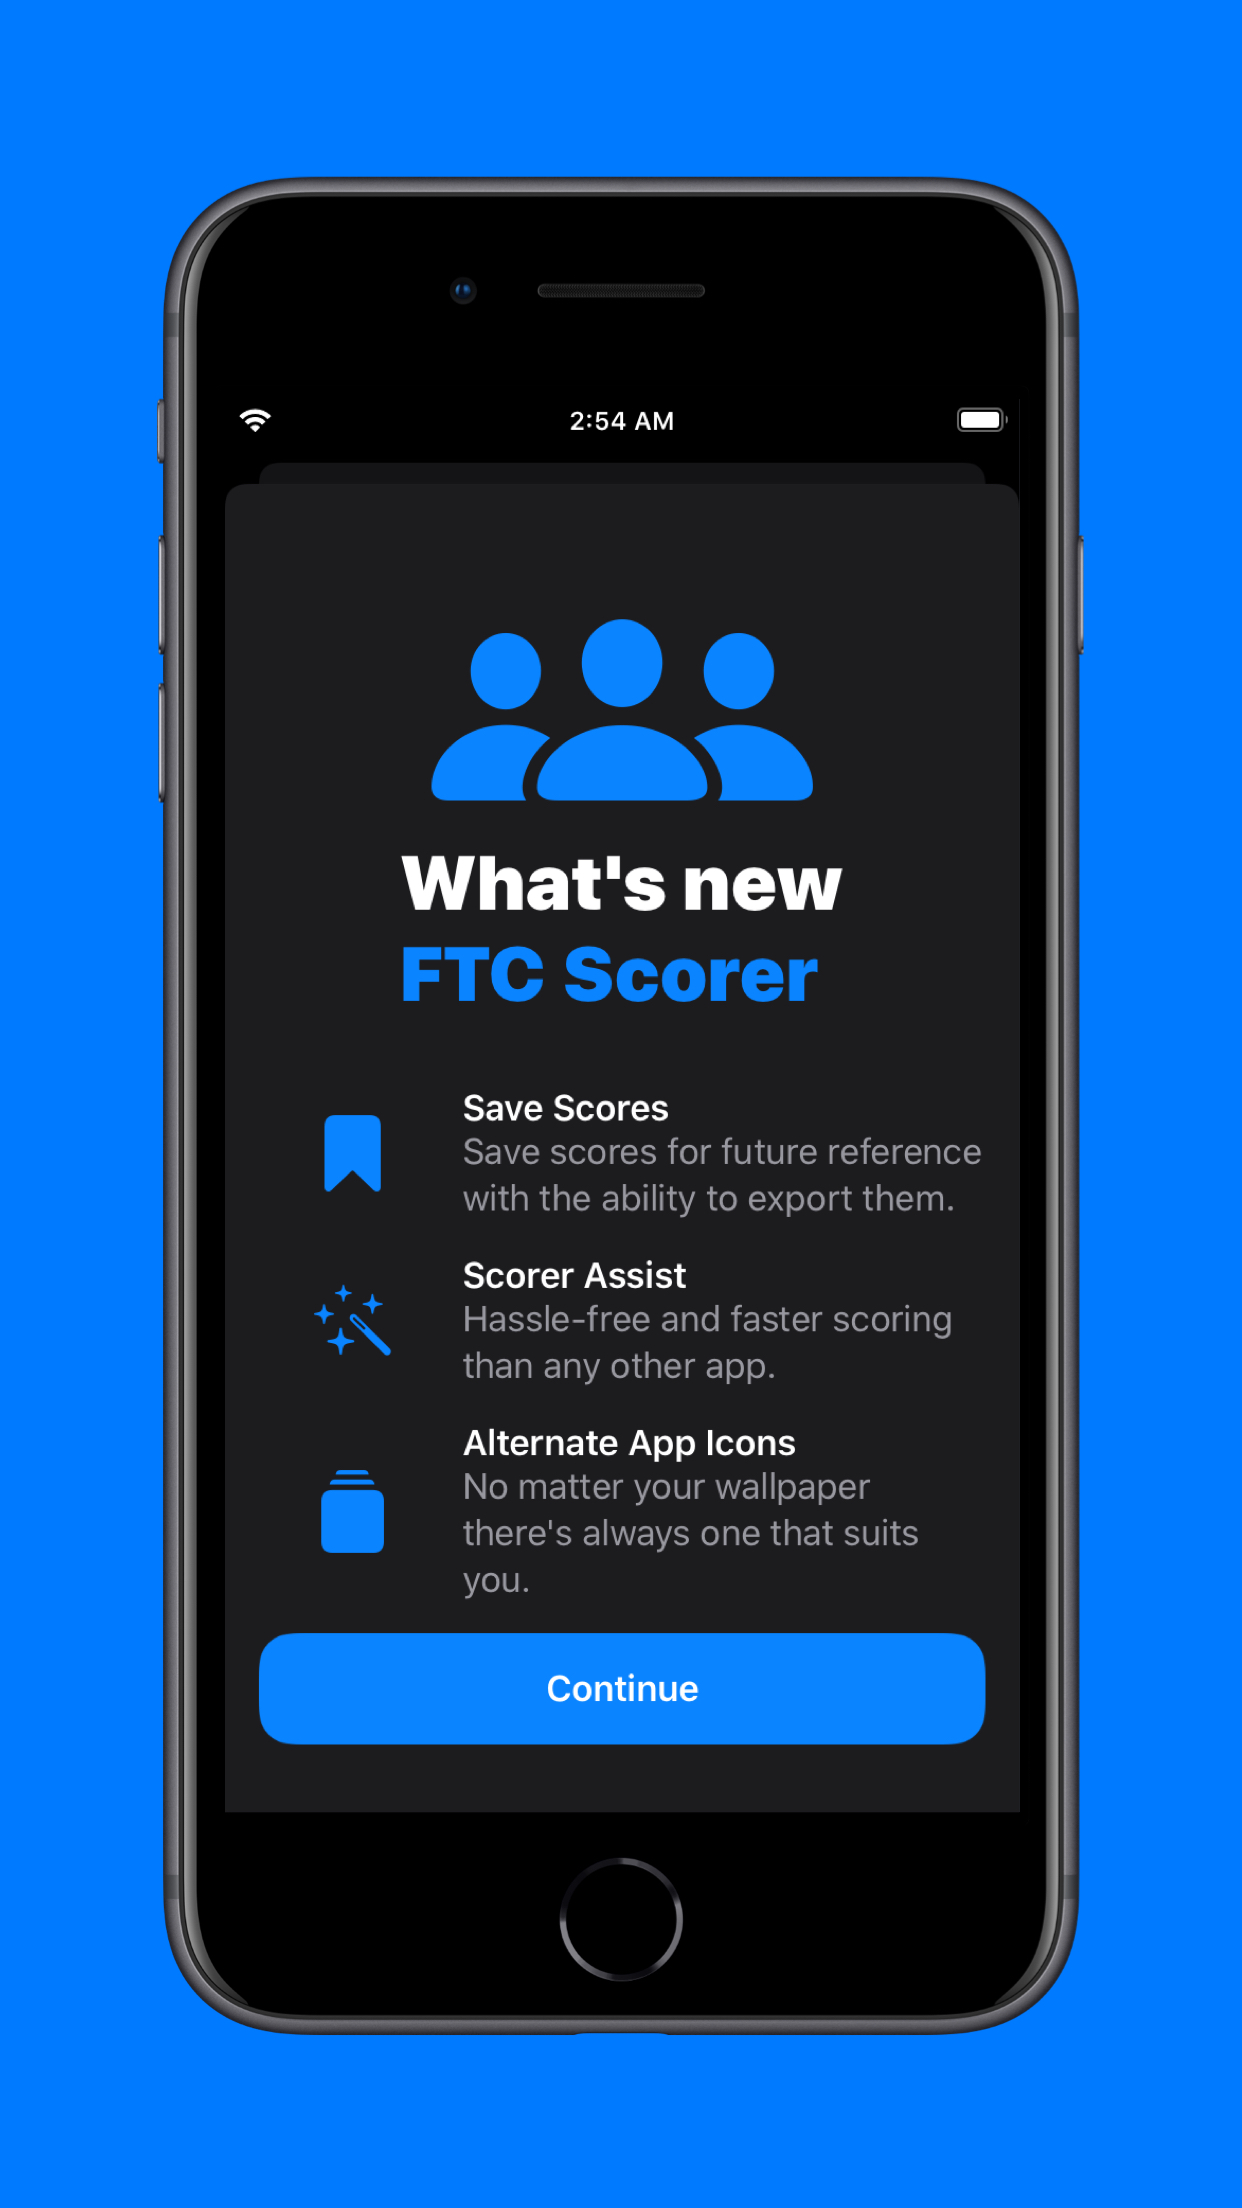 2:54 AM
What's new
FTC Scorer
Save Scores
Save scores for future reference
with the ability to export them.
Scorer Assist
Hassle-free and faster scoring
than any other app.
Alternate App Icons
No matter your wallpaper
there's always one that suits
you.
Continue